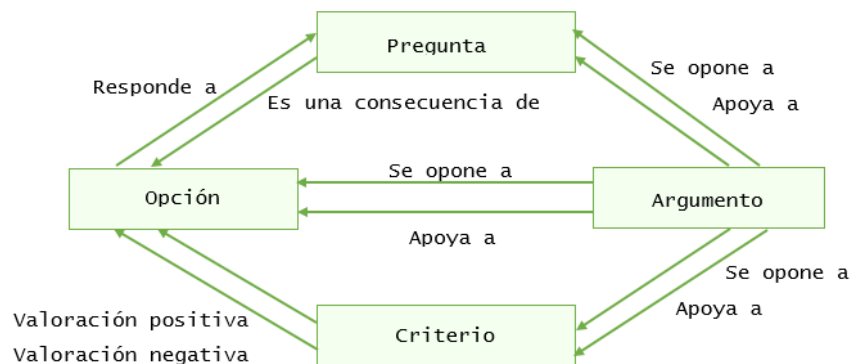 Pregunta
Se opone a
Responde a
Apoya a
Es una consecuencia de
Se opone a
Opción
Argumento
Apoya a
Se opone a
Apoya a
Valoración positiva
Criterio
Valoración negativa